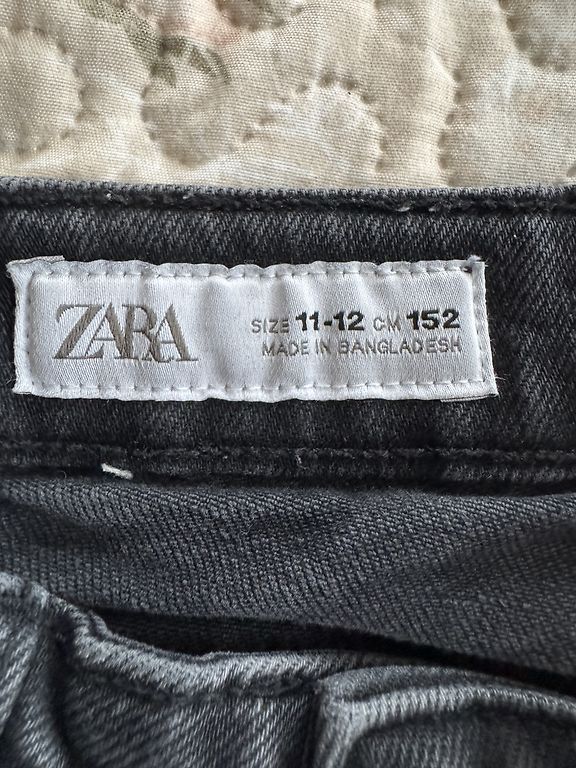 ZARA
SIZE 11-12 CM 152
MADE IN BANGLADESH